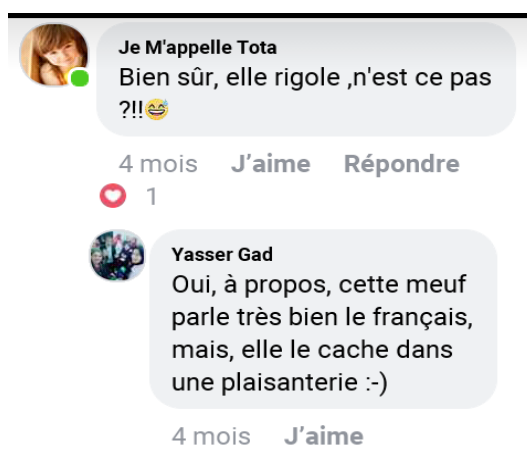 Je M'appelle Tota
Bien sûr, elle rigole ,n'est ce pas
?!!😅
4 mois J'aime Répondre
1
Yasser Gad
Oui, à propos, cette meuf
parle très bien le français,
mais, elle le cache dans
une plaisanterie :-)
4 mois J'aime